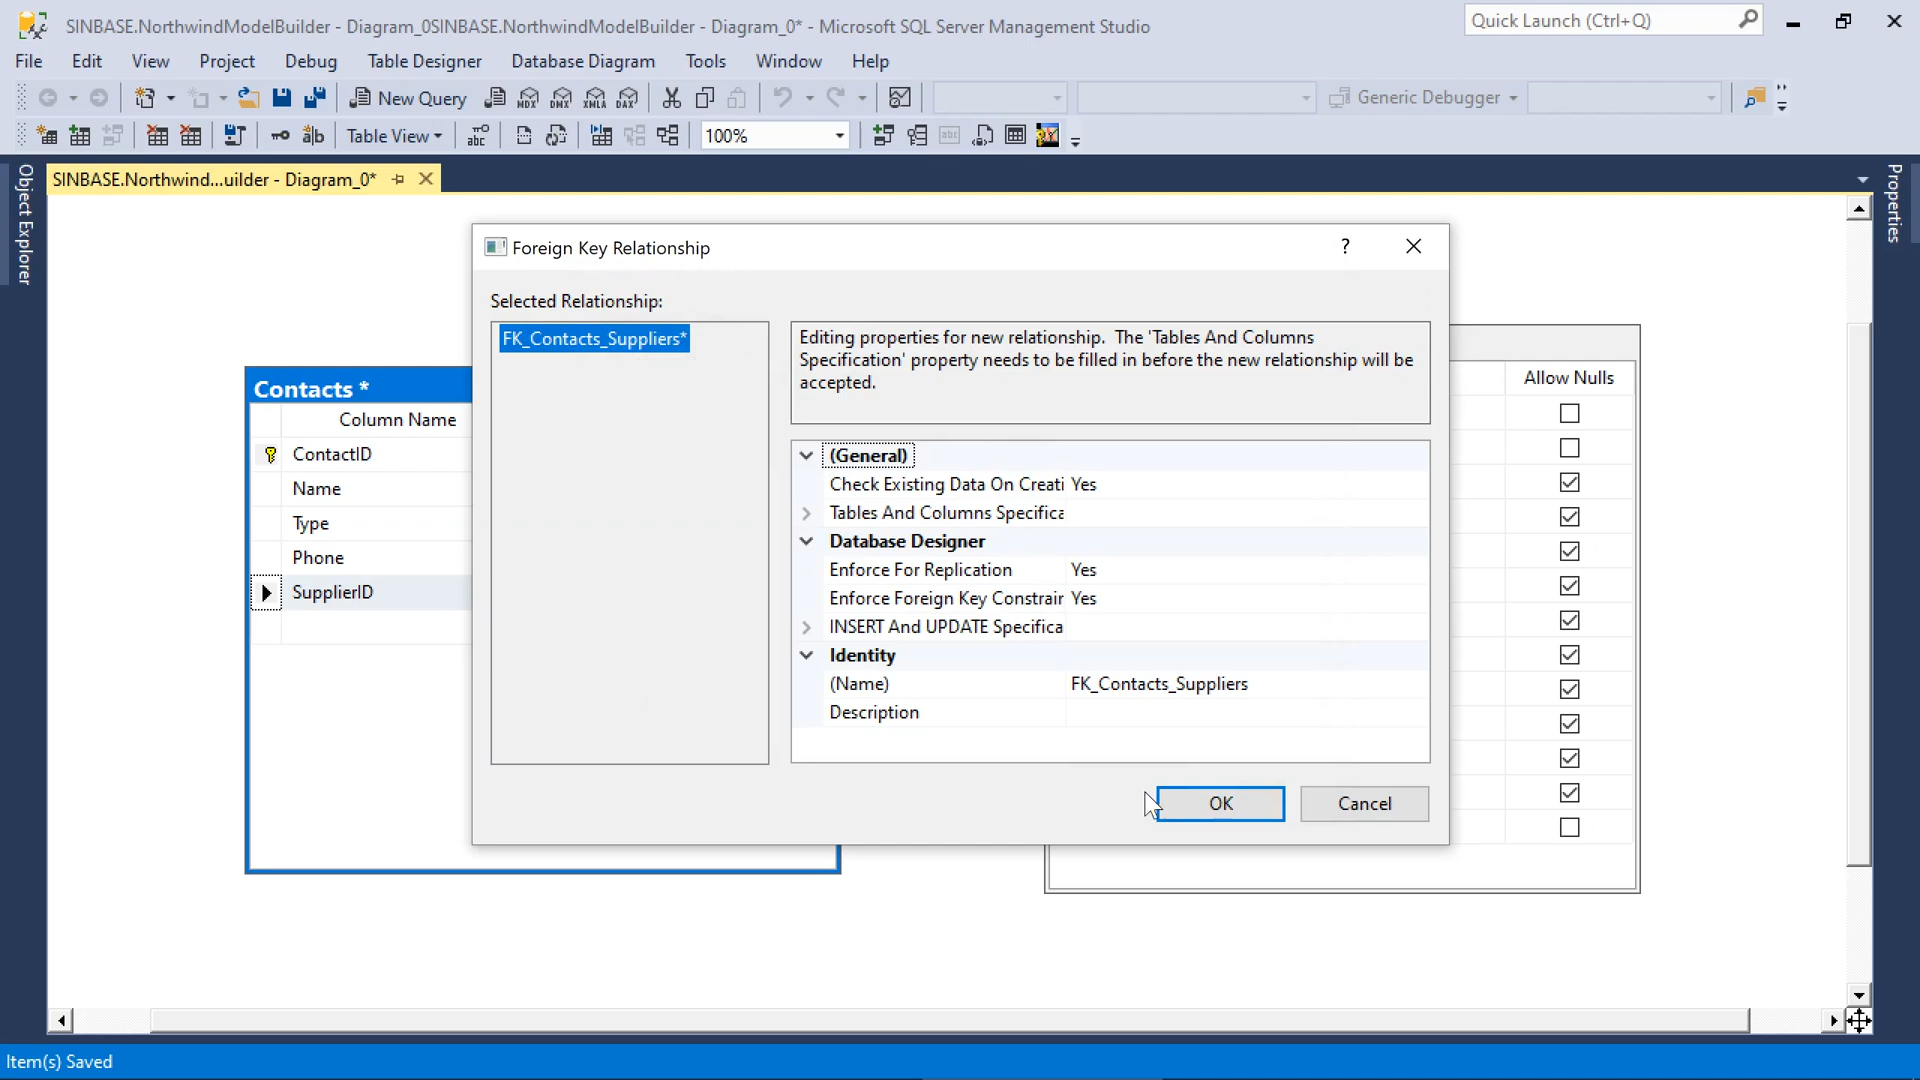 SINBASE.NorthwindModelBuilder - Diagram_0SINBASE.NorthwindModelBuilder - Diagram_0* - Microsoft SQL Server Management Studio
Quick Launch (Ctrl+Q)
File Edit View Project Debug Table Designer Database Diagram Tools Window Help
New Query MDX DMX XMLA DAX Generic Debugger
Table View 100%
SINBASE.Northwind...uilder - Diagram_0*
Object Explorer
Properties
Foreign Key Relationship ?
Selected Relationship:
FK_Contacts_Suppliers*
Editing properties for new relationship. The 'Tables And Columns
Specification' property needs to be filled in before the new relationship will be
accepted.
(General)
Check Existing Data On Creati Yes
Tables And Columns Specifica
Database Designer
Enforce For Replication Yes
Enforce Foreign Key Constrain Yes
INSERT And UPDATE Specifica
Identity
(Name) FK_Contacts_Suppliers
Description
OK Cancel
Contacts *
Column Name
ContactID
Name
Type
Phone
SupplierID
Allow Nulls
Item(s) Saved